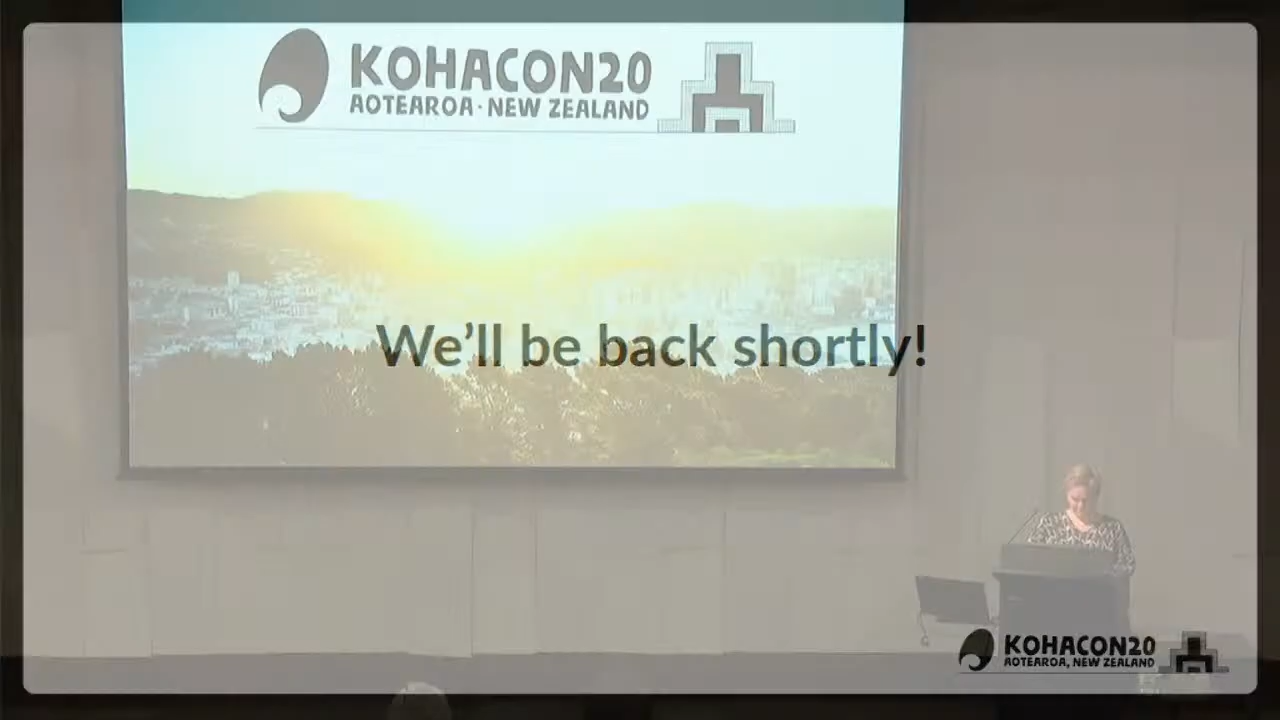 KOHACON20
AOTEAROA · NEW ZEALAND
We’ll be back shortly!
KOHACON20
AOTEAROA, NEW ZEALAND